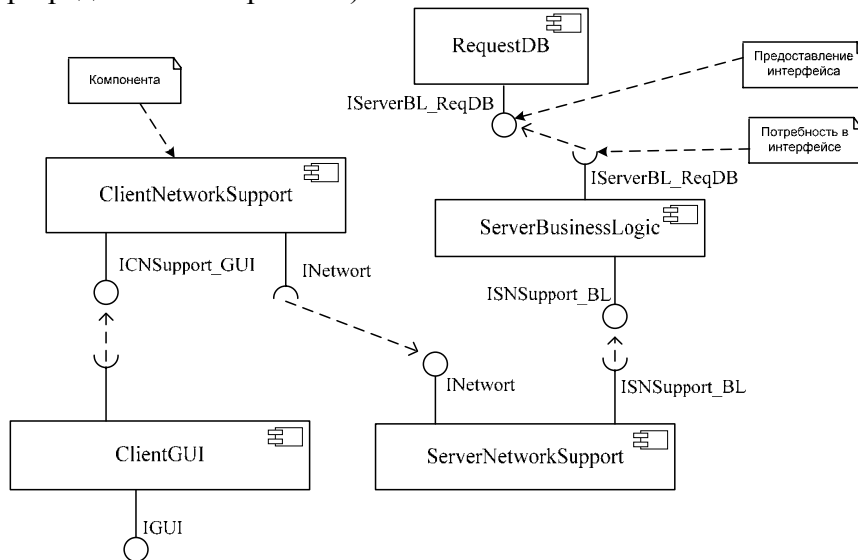 RequestDB
Предоставление
интерфейса
Компонента
IServerBL_ReqDB
Потребность в
интерфейсе
ClientNetworkSupport
IServerBL_ReqDB
ServerBusinessLogic
ICNSupport_GUI
INetwort
ISNSupport_BL
INetwort
ISNSupport_BL
ClientGUI
ServerNetworkSupport
IGUI